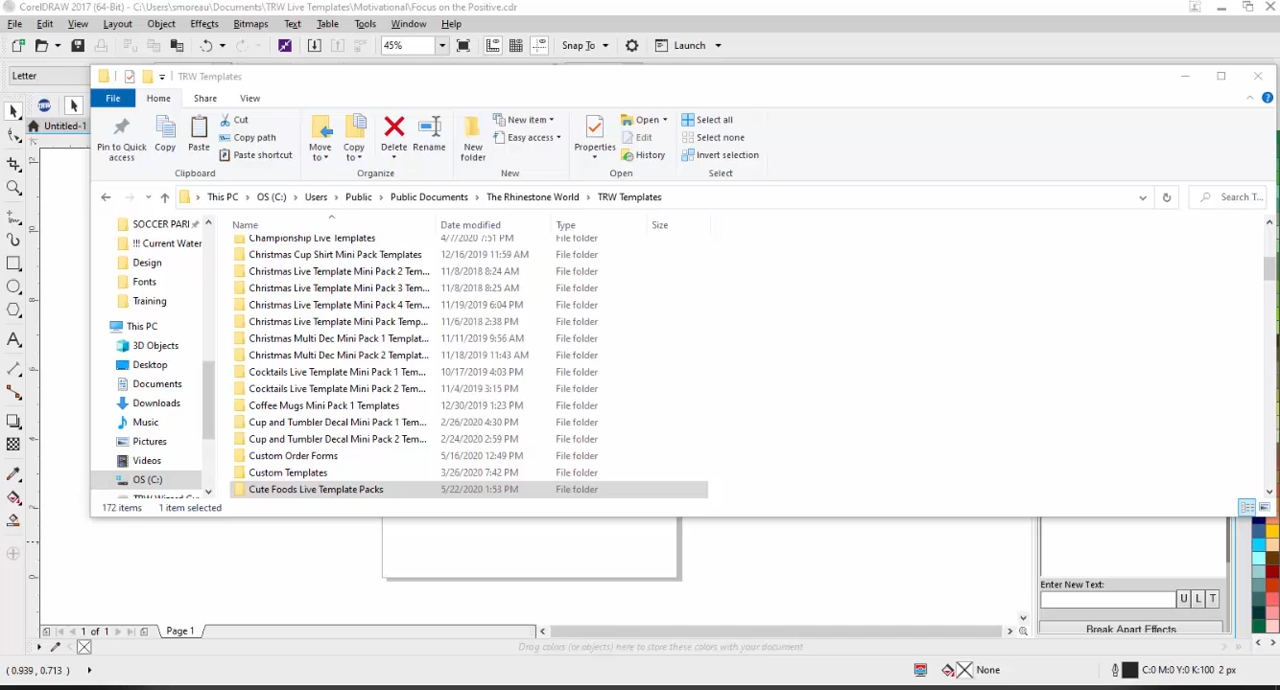 CorelDRAW 2017 (64-Bit) - C:\Users\smoreau\Documents\TRW Live Templates\Motivational\Focus on the Positive.cdr
File Edit View Layout Object Effects Bitmaps Text Table Tools Window Help
45% Snap To Launch
Letter
TRW Templates
File Home Share View
Untitled-1
Pin to Quick access
Copy
Paste
Cut
Copy path
Paste shortcut
Clipboard
Move to
Copy to
Delete
Rename
Organize
New folder
New item
Easy access
New
Properties
Open
Edit
History
Open
Select all
Select none
Invert selection
Select
This PC > OS (C:) > Users > Public > Public Documents > The Rhinestone World > TRW Templates
Search T...
SOCCER PARI
!!! Current Water
Design
Fonts
Training
This PC
3D Objects
Desktop
Documents
Downloads
Music
Pictures
Videos
OS (C:)
Name Date modified Type Size
Championship Live Templates 4/7/2020 7:51 PM File folder
Christmas Cup Shirt Mini Pack Templates 12/16/2019 11:59 AM File folder
Christmas Live Template Mini Pack 2 Tem... 11/8/2018 8:24 AM File folder
Christmas Live Template Mini Pack 3 Tem... 11/8/2018 8:25 AM File folder
Christmas Live Template Mini Pack 4 Tem... 11/19/2019 6:04 PM File folder
Christmas Live Template Mini Pack Temp... 11/6/2018 2:38 PM File folder
Christmas Multi Dec Mini Pack 1 Templat... 11/11/2019 9:56 AM File folder
Christmas Multi Dec Mini Pack 2 Templat... 11/18/2019 11:43 AM File folder
Cocktails Live Template Mini Pack 1 Tem... 10/17/2019 4:03 PM File folder
Cocktails Live Template Mini Pack 2 Tem... 11/4/2019 3:15 PM File folder
Coffee Mugs Mini Pack 1 Templates 12/30/2019 1:23 PM File folder
Cup and Tumbler Decal Mini Pack 1 Tem... 2/26/2020 4:30 PM File folder
Cup and Tumbler Decal Mini Pack 2 Tem... 2/24/2020 2:59 PM File folder
Custom Order Forms 5/16/2020 12:49 PM File folder
Custom Templates 3/26/2020 7:42 PM File folder
Cute Foods Live Template Packs 5/22/2020 1:53 PM File folder
172 items 1 item selected
Enter New Text:
U L T
Break Apart Effects
1 of 1 Page 1
Drag colors (or objects) here to store these colors with your document
( 0.939 , 0.713 ) None C:0 M:0 Y:0 K:100 2 px